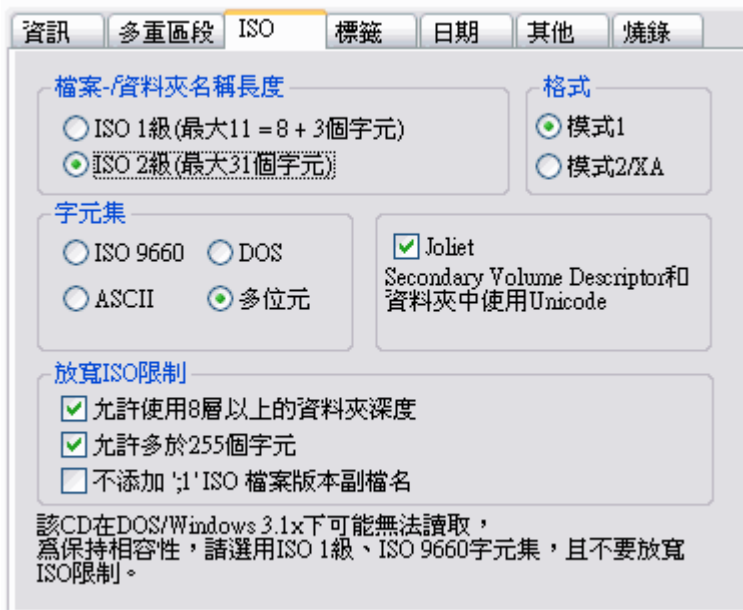 資訊
多重區段
ISO
標籤
日期
其他
燒錄
檔案-/資料夾名稱長度
ISO 1級(最大11 = 8 + 3個字元)
ISO 2級(最大31個字元)
格式
模式1
模式2/XA
字元集
ISO 9660
DOS
ASCII
多位元
Joliet
Secondary Volume Descriptor和
資料夾中使用Unicode
放寬ISO限制
允許使用8層以上的資料夾深度
允許多於255個字元
不添加 ';1' ISO 檔案版本副檔名
該CD在DOS/Windows 3.1x下可能無法讀取，
為保持相容性，請選用ISO 1級、ISO 9660字元集，且不要放寬
ISO限制。